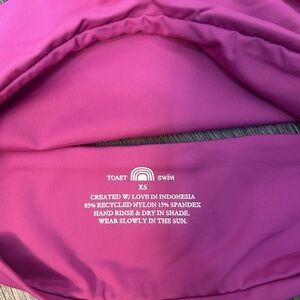 TOAST SWIM
XS
CREATED W/ LOVE IN INDONESIA
85% RECYCLED NYLON 15% SPANDEX
HAND RINSE & DRY IN SHADE.
WEAR SLOWLY IN THE SUN.